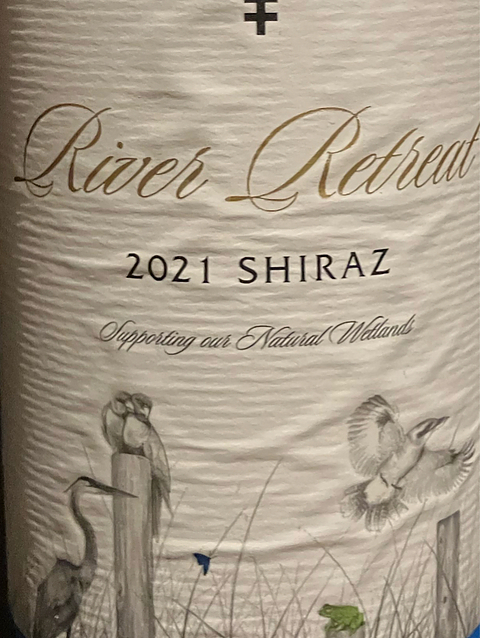 River Retreat
2021 SHIRAZ
Supporting our Natural Wetlands